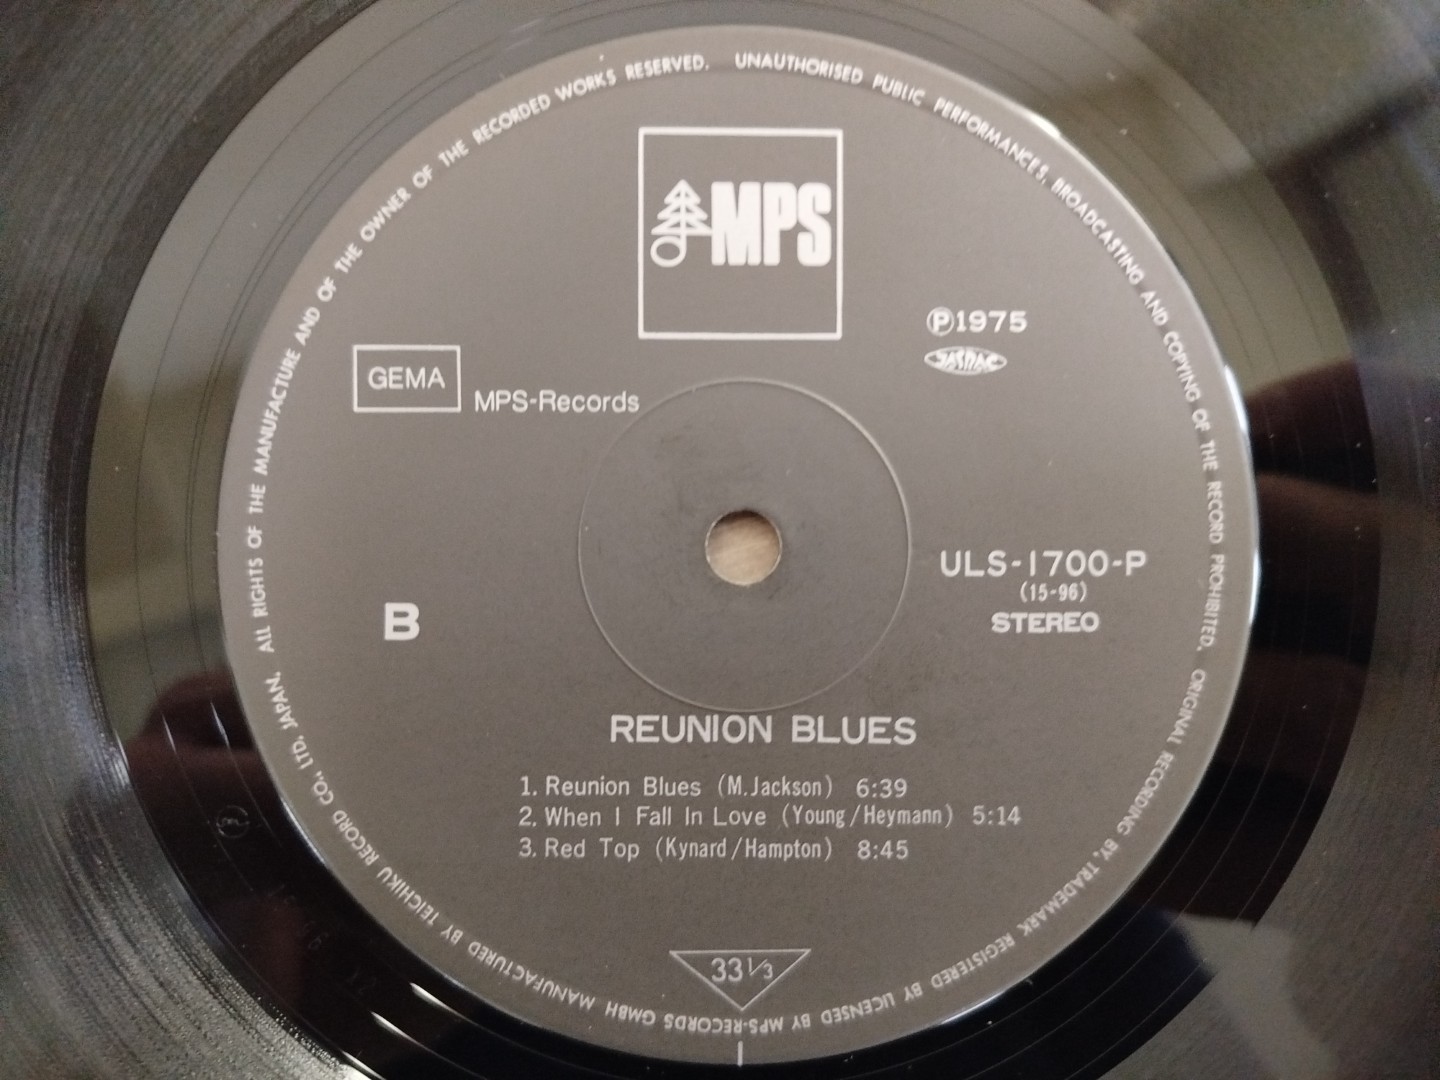 ALL RIGHTS OF THE MANUFACTURE AND OF THE OWNER OF THE RECORDED WORKS RESERVED. UNAUTHORISED PUBLIC PERFORMANCES, BROADCASTING AND COPYING OF THE RECORD PROHIBITED. ORIGINAL RECORDING BY, TRADEMARK REGISTERED BY LICENSED BY MPS-RECORDS GMBH MANUFACTURED BY TEICHIKU RECORD CO., LTD. JAPAN.
MPS
Ⓟ1975
JASRAC
GEMA
MPS-Records
ULS-1700-P
(15-96)
STEREO
B
REUNION BLUES
1. Reunion Blues (M.Jackson) 6:39
2. When I Fall In Love (Young/Heymann) 5:14
3. Red Top (Kynard/Hampton) 8:45
33 1/3